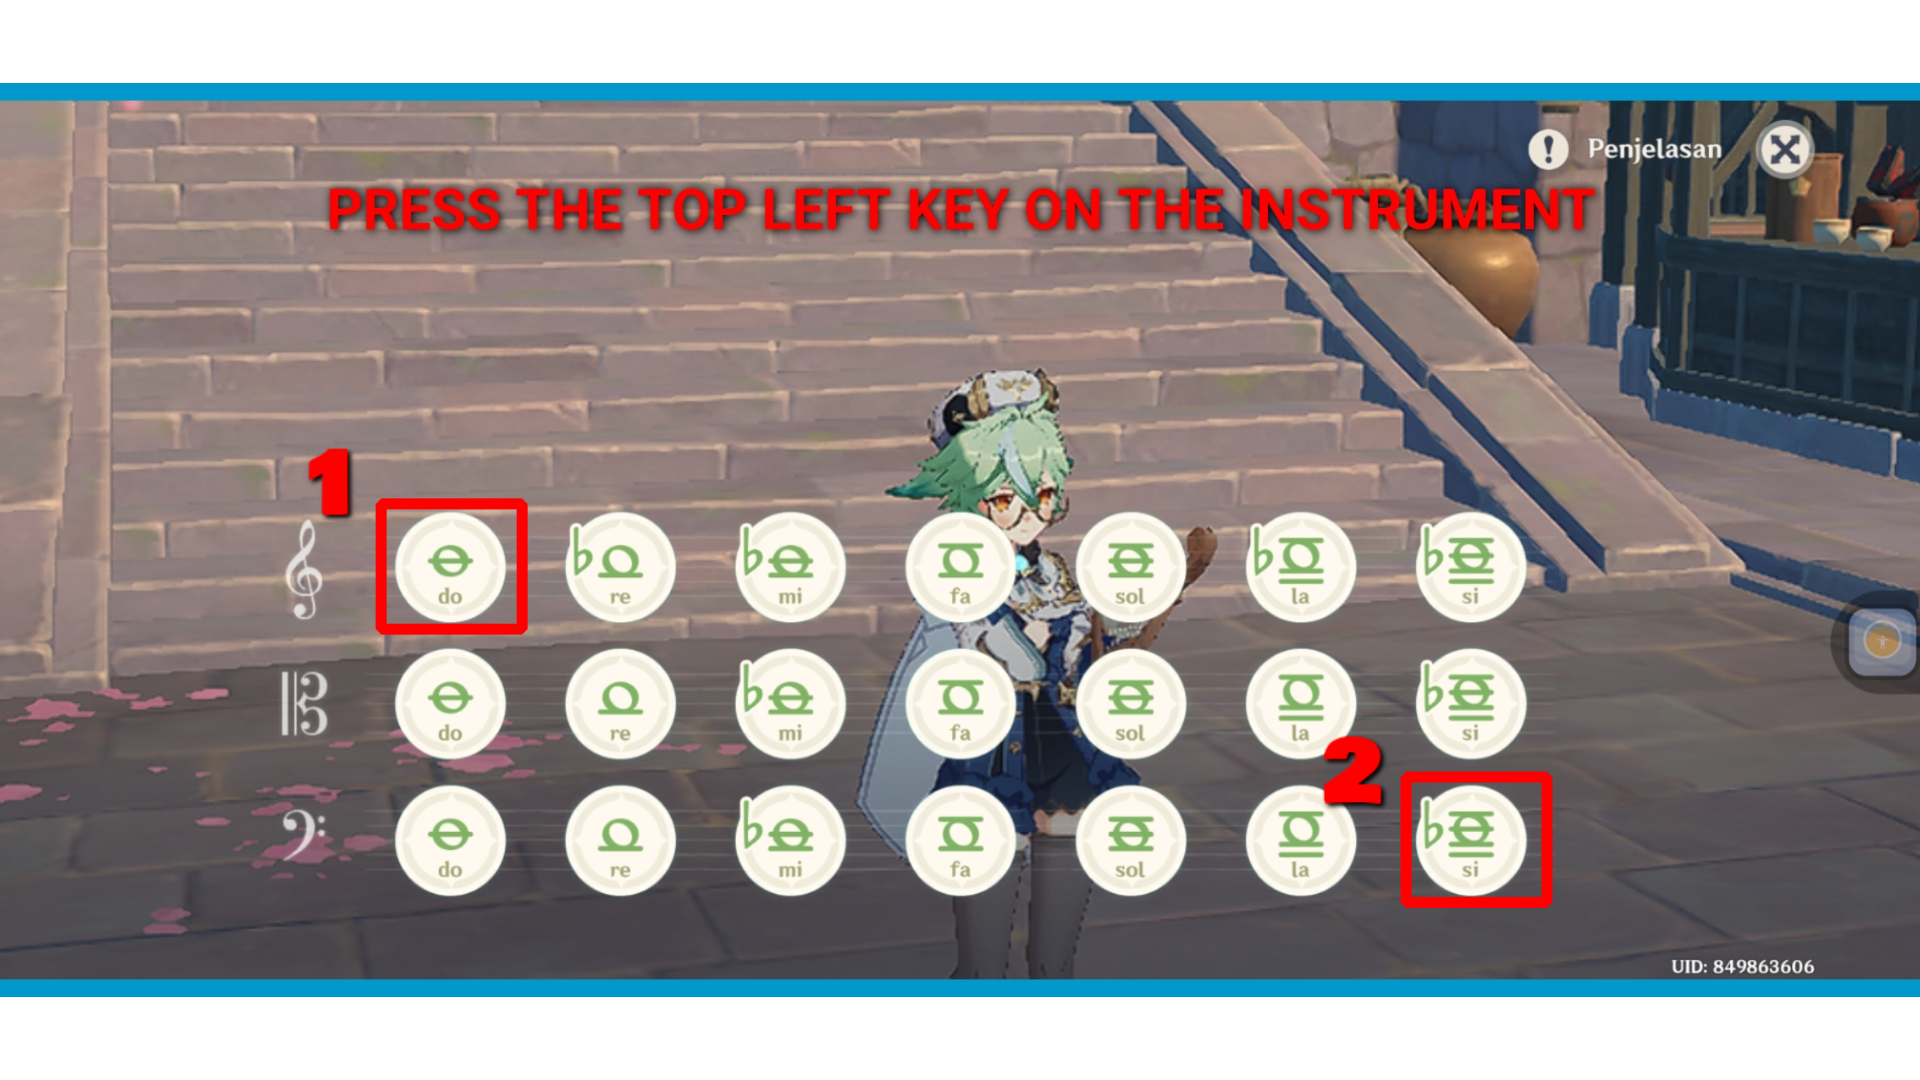 Penjelasan
PRESS THE TOP LEFT KEY ON THE INSTRUMENT
1
do re mi fa sol la si
do re mi fa sol la si
2
do re mi fa sol la si
UID: 849863606